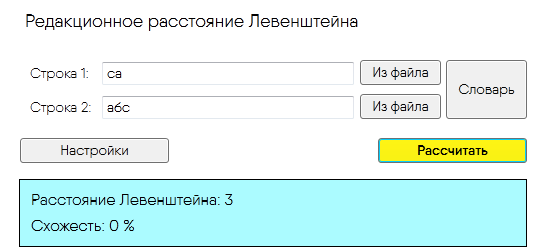 Редакционное расстояние Левенштейна
Строка 1: са Из файла
Словарь
Строка 2: абс Из файла
Настройки Рассчитать
Расстояние Левенштейна: 3
Схожесть: 0 %